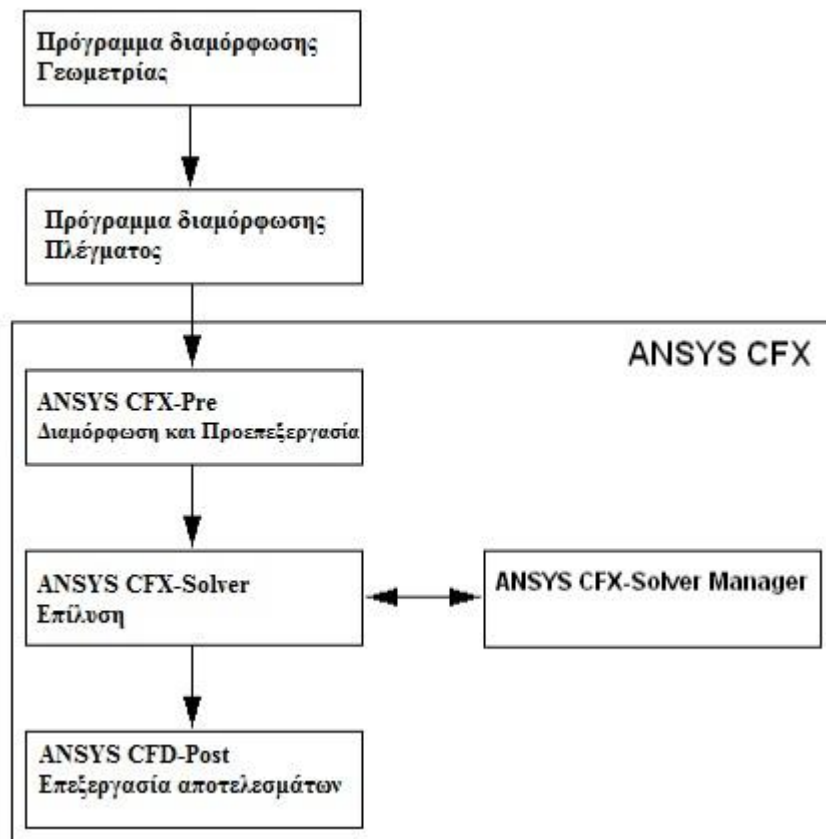 Πρόγραμμα διαμόρφωσης
Γεωμετρίας
Πρόγραμμα διαμόρφωσης
Πλέγματος
ANSYS CFX
ANSYS CFX-Pre
Διαμόρφωση και Προεπεξεργασία
ANSYS CFX-Solver
Επίλυση
ANSYS CFX-Solver Manager
ANSYS CFD-Post
Επεξεργασία αποτελεσμάτων